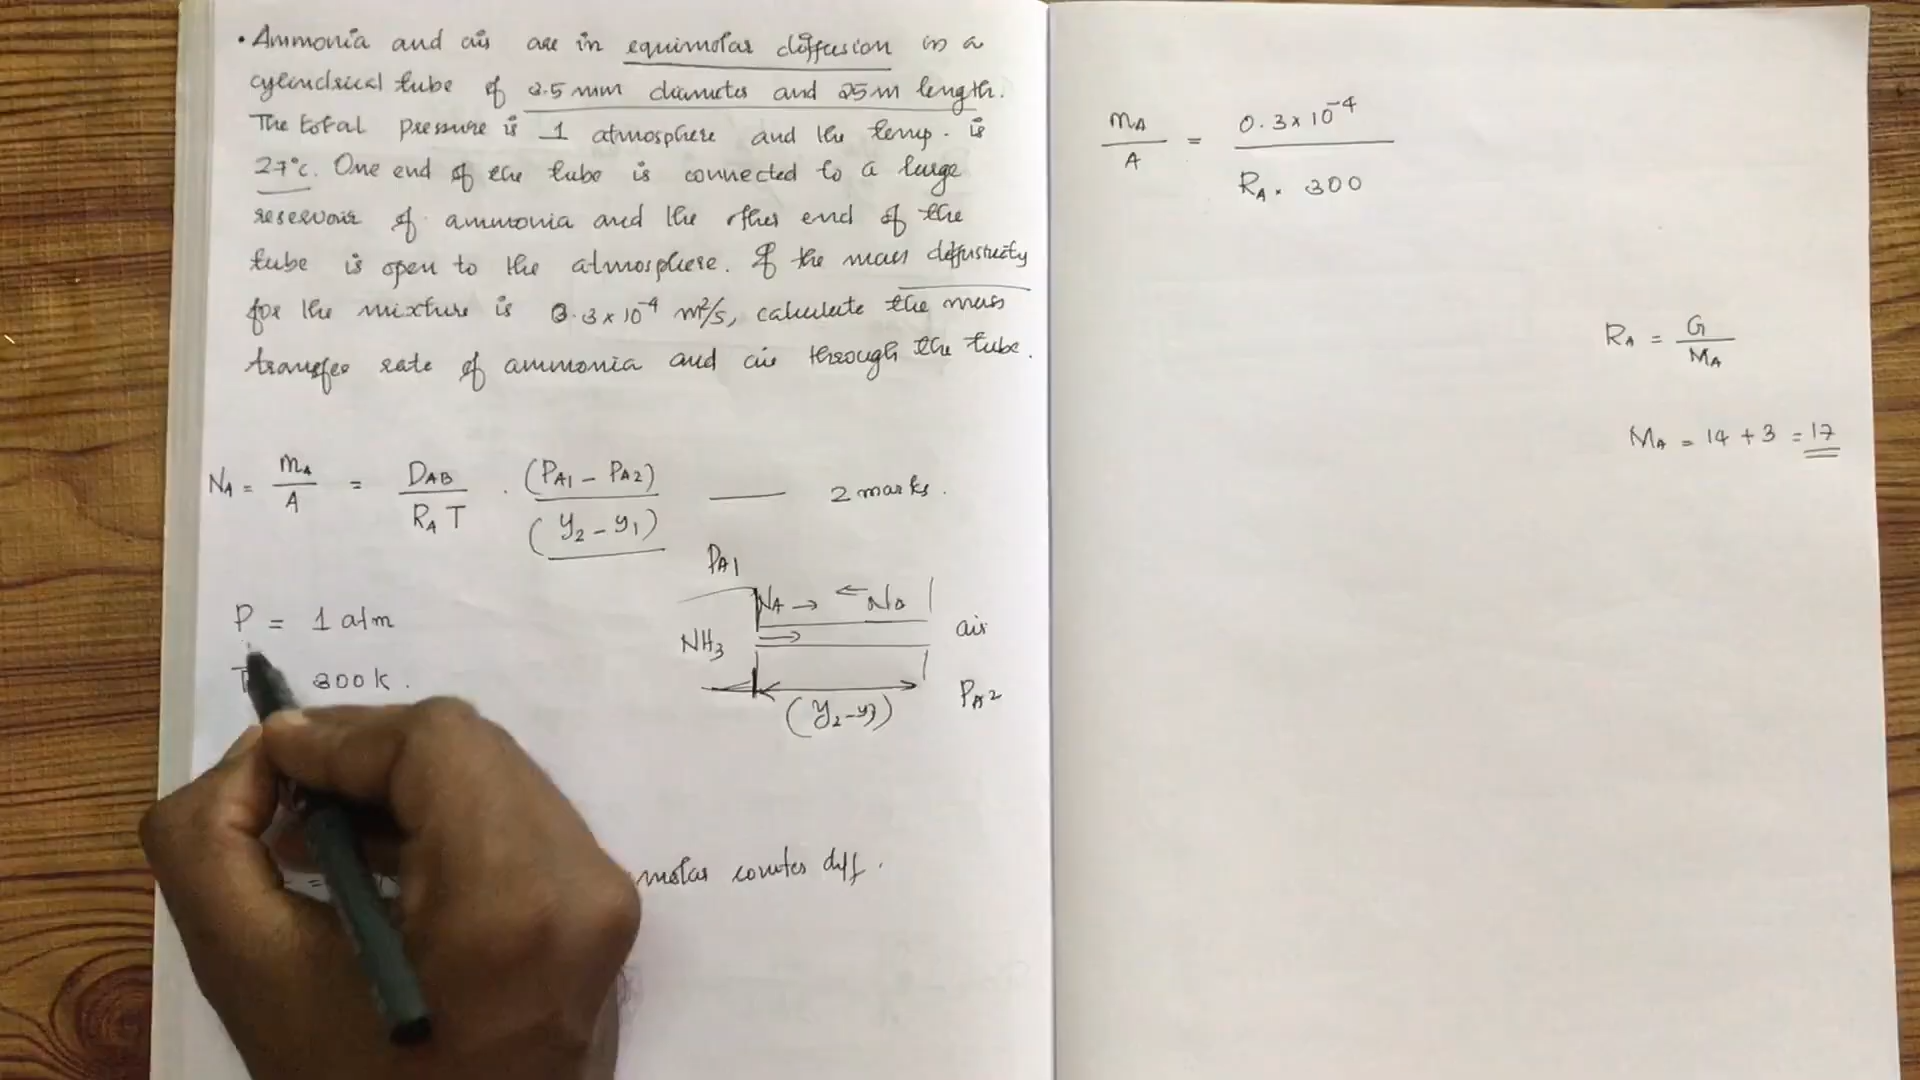 • Ammonia and air are in equimolar diffusion in a
cylindrical tube of 3.5 mm diameter and 25m length.
The total pressure is 1 atmosphere and the temp. is
27°c. One end of the tube is connected to a large
reservoir of ammonia and the other end of the
tube is open to the atmosphere. If the mass diffusivity
for the mixture is 0.3 × 10⁻⁴ m²/s, calculate the mass
transfer rate of ammonia and air through the tube.
N_A = m_A / A = D_AB / R_A T . (P_A1 - P_A2) / (y_2 - y_1) —— 2 marks.
P_A1
N_A → ← N_B
P = 1 atm
NH₃
air
T 300 k.
P_A2
(y_2 - y_1)
molar counter diff.
m_A / A = 0.3 × 10⁻⁴ / R_A × 300
R_A = G / M_A
M_A = 14 + 3 = 17